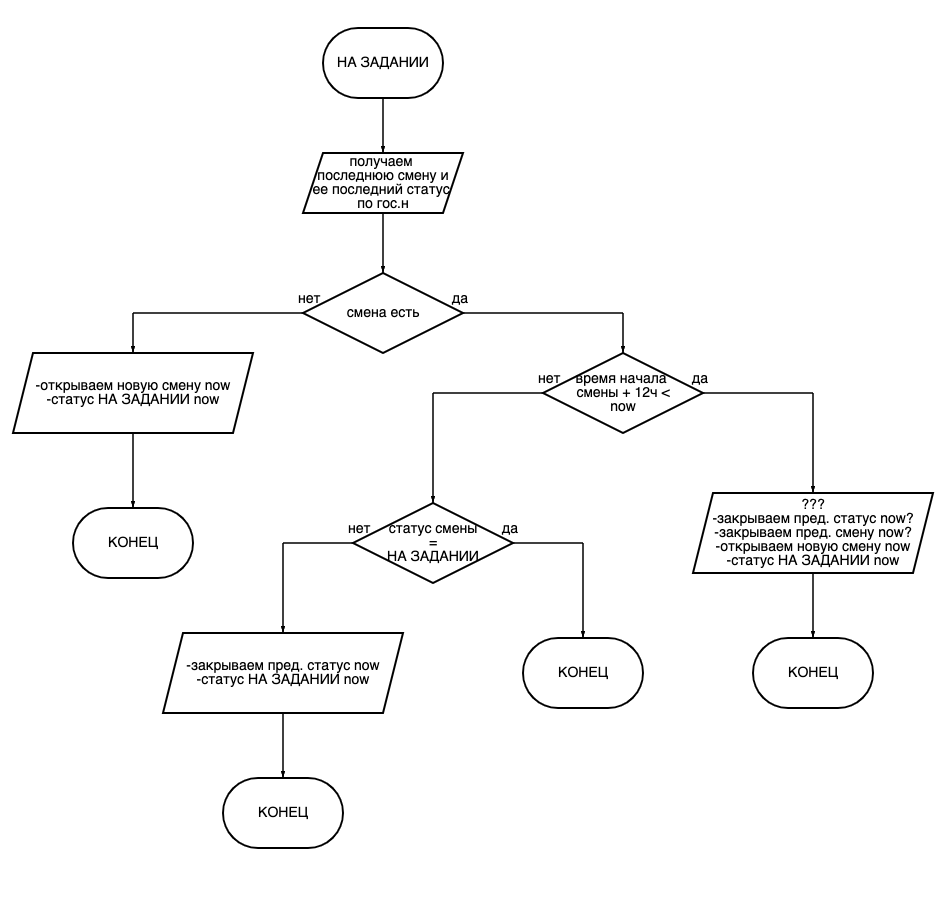 НА ЗАДАНИИ
получаем
последнюю смену и
ее последний статус
по гос.н
нет
да
смена есть
-открываем новую смену now
-статус НА ЗАДАНИИ now
нет
да
время начала
смены + 12ч <
now
КОНЕЦ
нет
да
статус смены
=
НА ЗАДАНИИ
???
-закрываем пред. статус now?
-закрываем пред. смену now?
-открываем новую смену now
-статус НА ЗАДАНИИ now
-закрываем пред. статус now
-статус НА ЗАДАНИИ now
КОНЕЦ
КОНЕЦ
КОНЕЦ